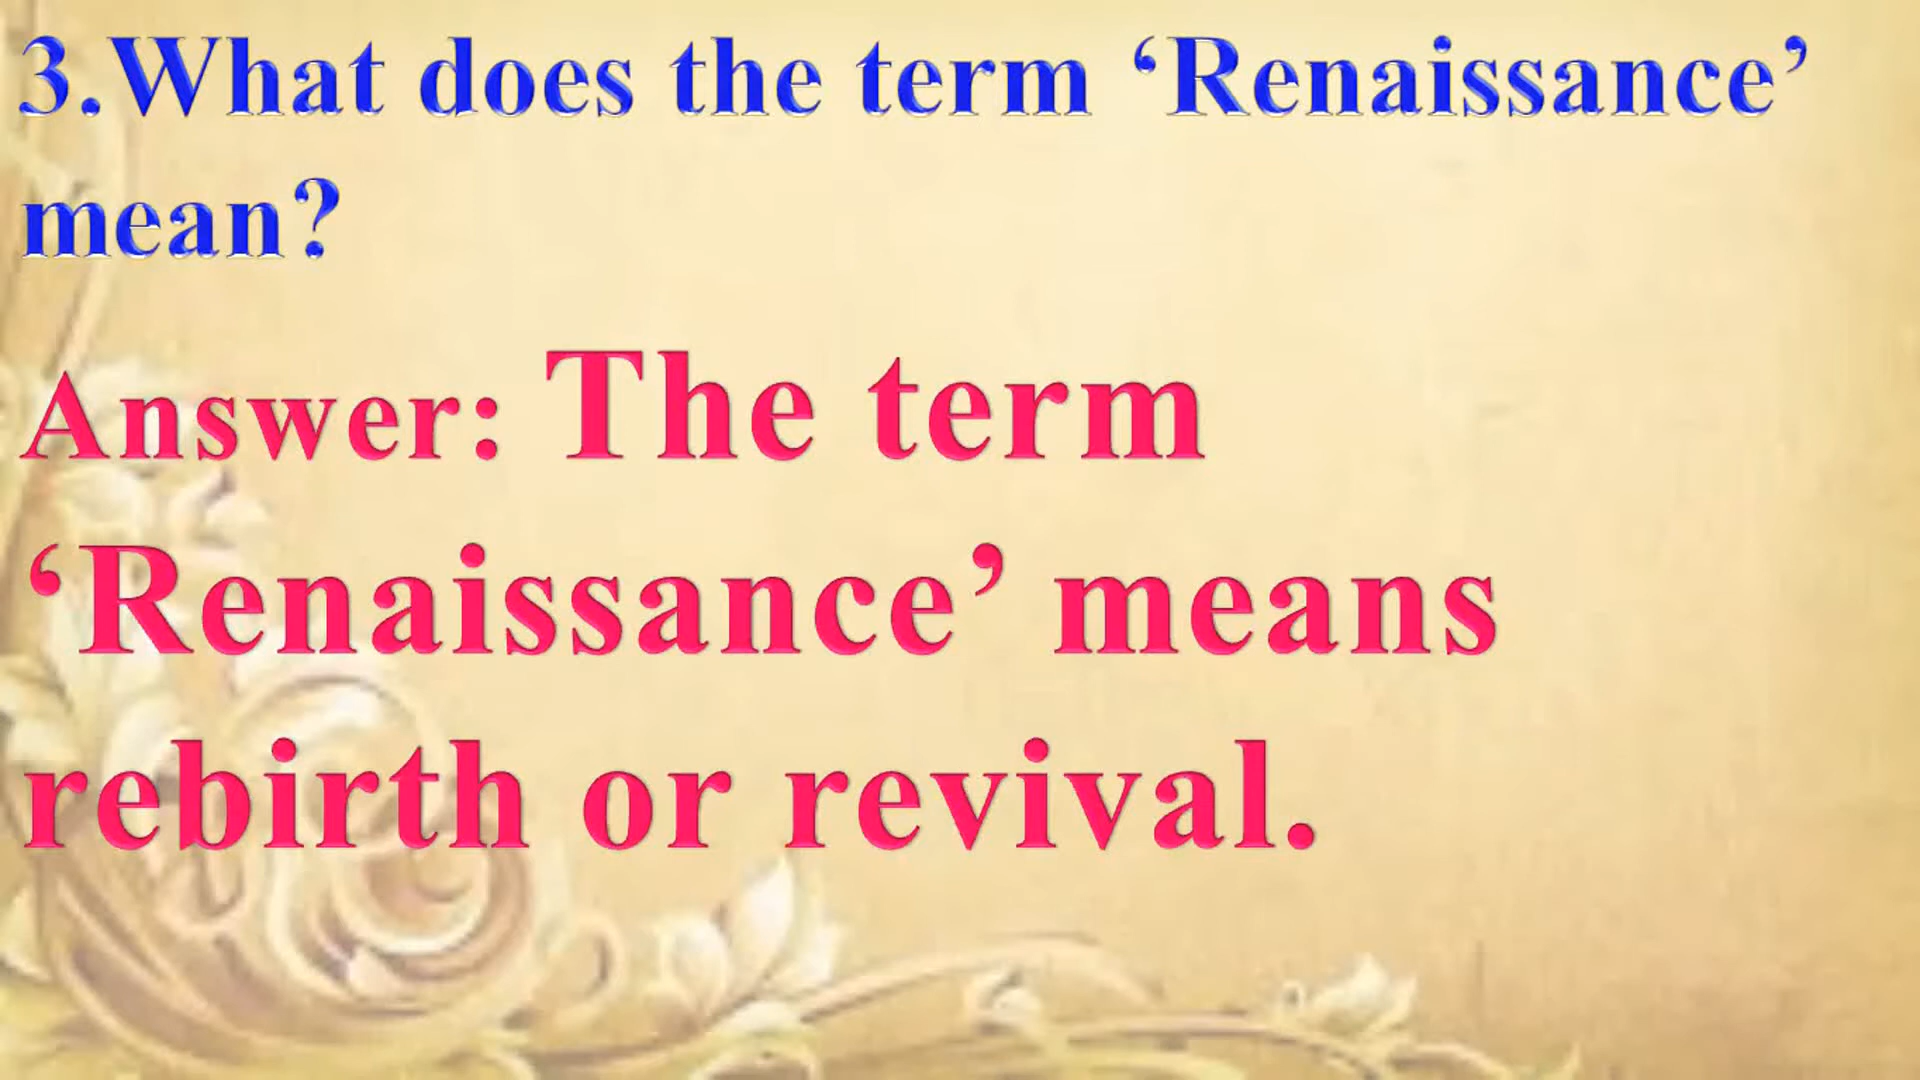 3.What does the term ‘Renaissance’
mean?
Answer: The term
‘Renaissance’ means
rebirth or revival.